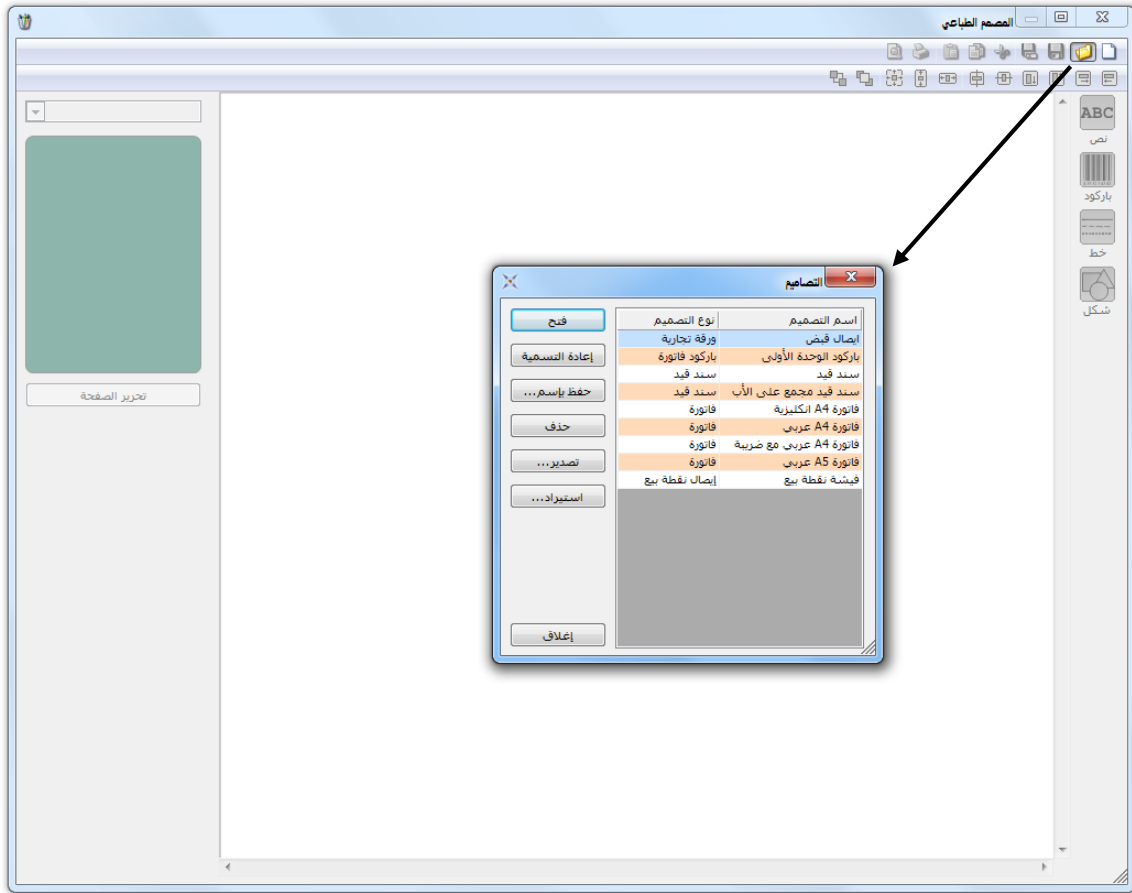 المصمم الطباعي
ABC
نص
باركود
خط
شكل
تحرير الصفحة
التصاميم
اسم التصميم نوع التصميم
ايصال قبض ورقة تجارية
باركود الوحدة الأولى باركود فاتورة
سند قيد سند قيد
سند قيد مجمع على الأب سند قيد
فاتورة A4 انكليزية فاتورة
فاتورة A4 عربي فاتورة
فاتورة A4 عربي مع ضريبة فاتورة
فاتورة A5 عربي فاتورة
فيشة نقطة بيع إيصال نقطة بيع
فتح
إعادة التسمية
حفظ بإسم...
حذف
تصدير...
استيراد...
إغلاق